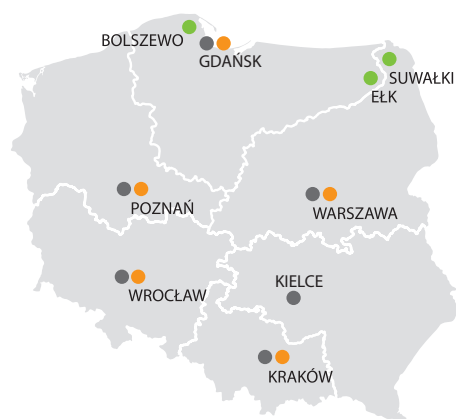 BOLSZEWO
GDAŃSK
SUWAŁKI
EŁK
POZNAŃ
WARSZAWA
KIELCE
WROCŁAW
KRAKÓW